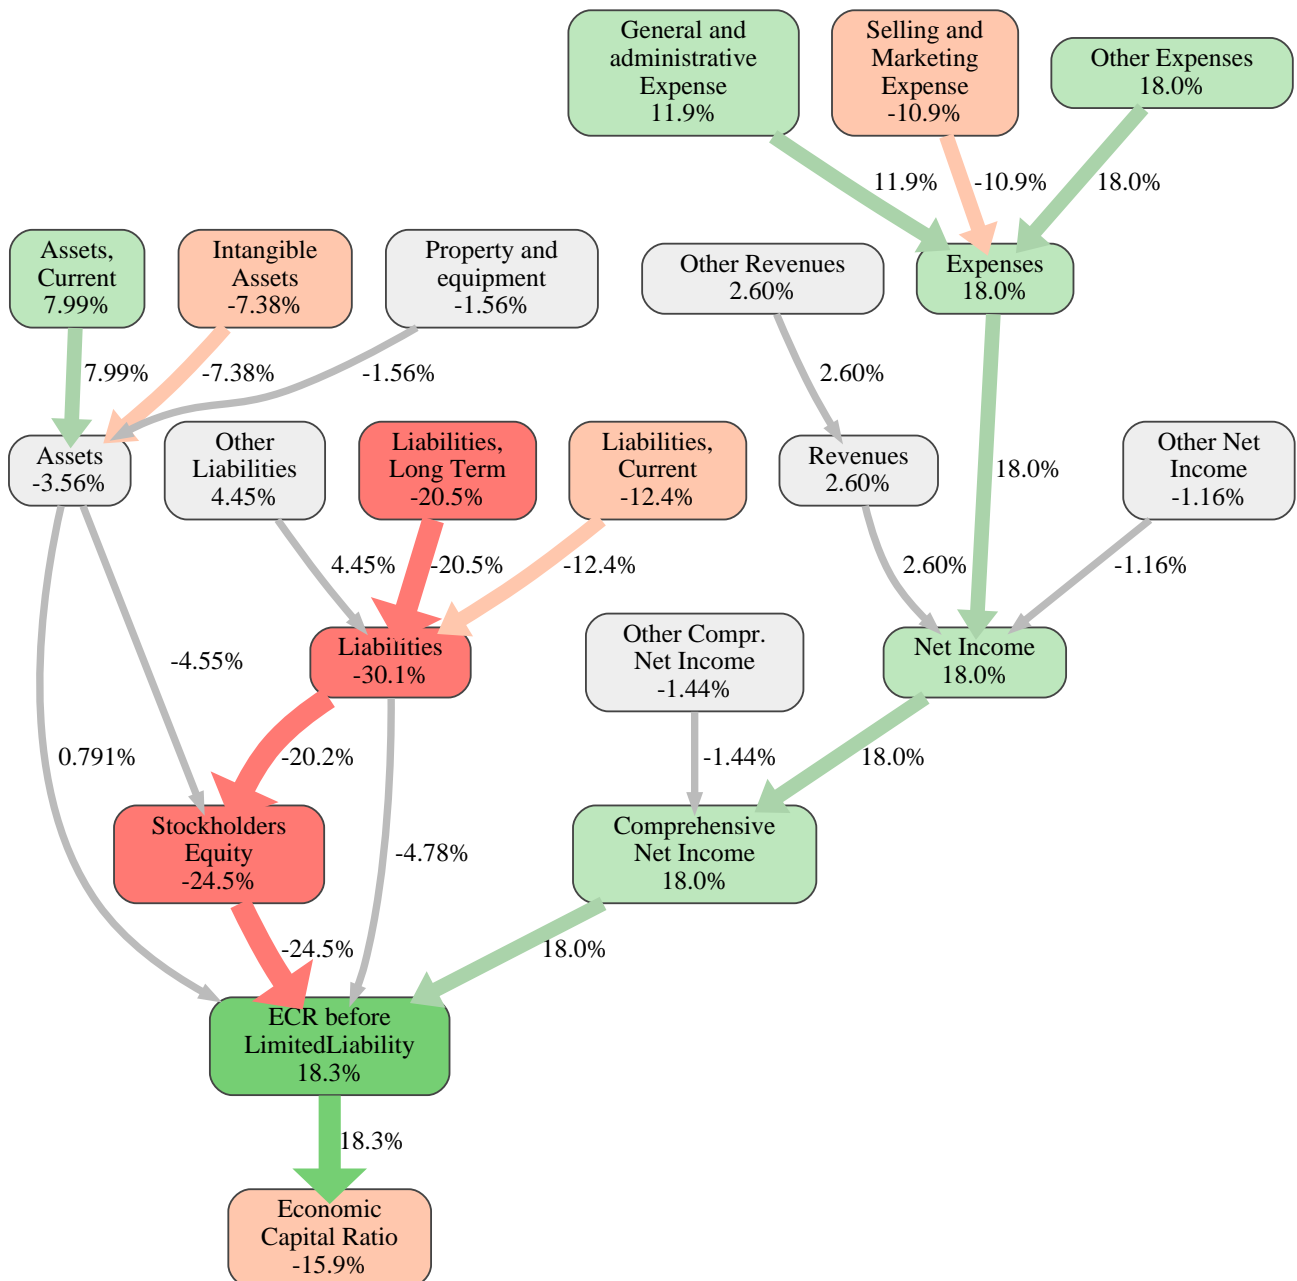 General and
administrative
Expense
11.9%
Selling and
Marketing
Expense
-10.9%
Other Expenses
18.0%
11.9%
-10.9%
18.0%
Assets,
Current
7.99%
Intangible
Assets
-7.38%
Property and
equipment
-1.56%
Other Revenues
2.60%
Expenses
18.0%
7.99%
-7.38%
-1.56%
2.60%
Assets
-3.56%
Other
Liabilities
4.45%
Liabilities,
Long Term
-20.5%
Liabilities,
Current
-12.4%
Revenues
2.60%
18.0%
Other Net
Income
-1.16%
4.45%
-20.5%
-12.4%
2.60%
-1.16%
Liabilities
-30.1%
Other Compr.
Net Income
-1.44%
Net Income
18.0%
-4.55%
0.791%
-20.2%
-1.44%
18.0%
Stockholders
Equity
-24.5%
-4.78%
Comprehensive
Net Income
18.0%
-24.5%
18.0%
ECR before
LimitedLiability
18.3%
18.3%
Economic
Capital Ratio
-15.9%